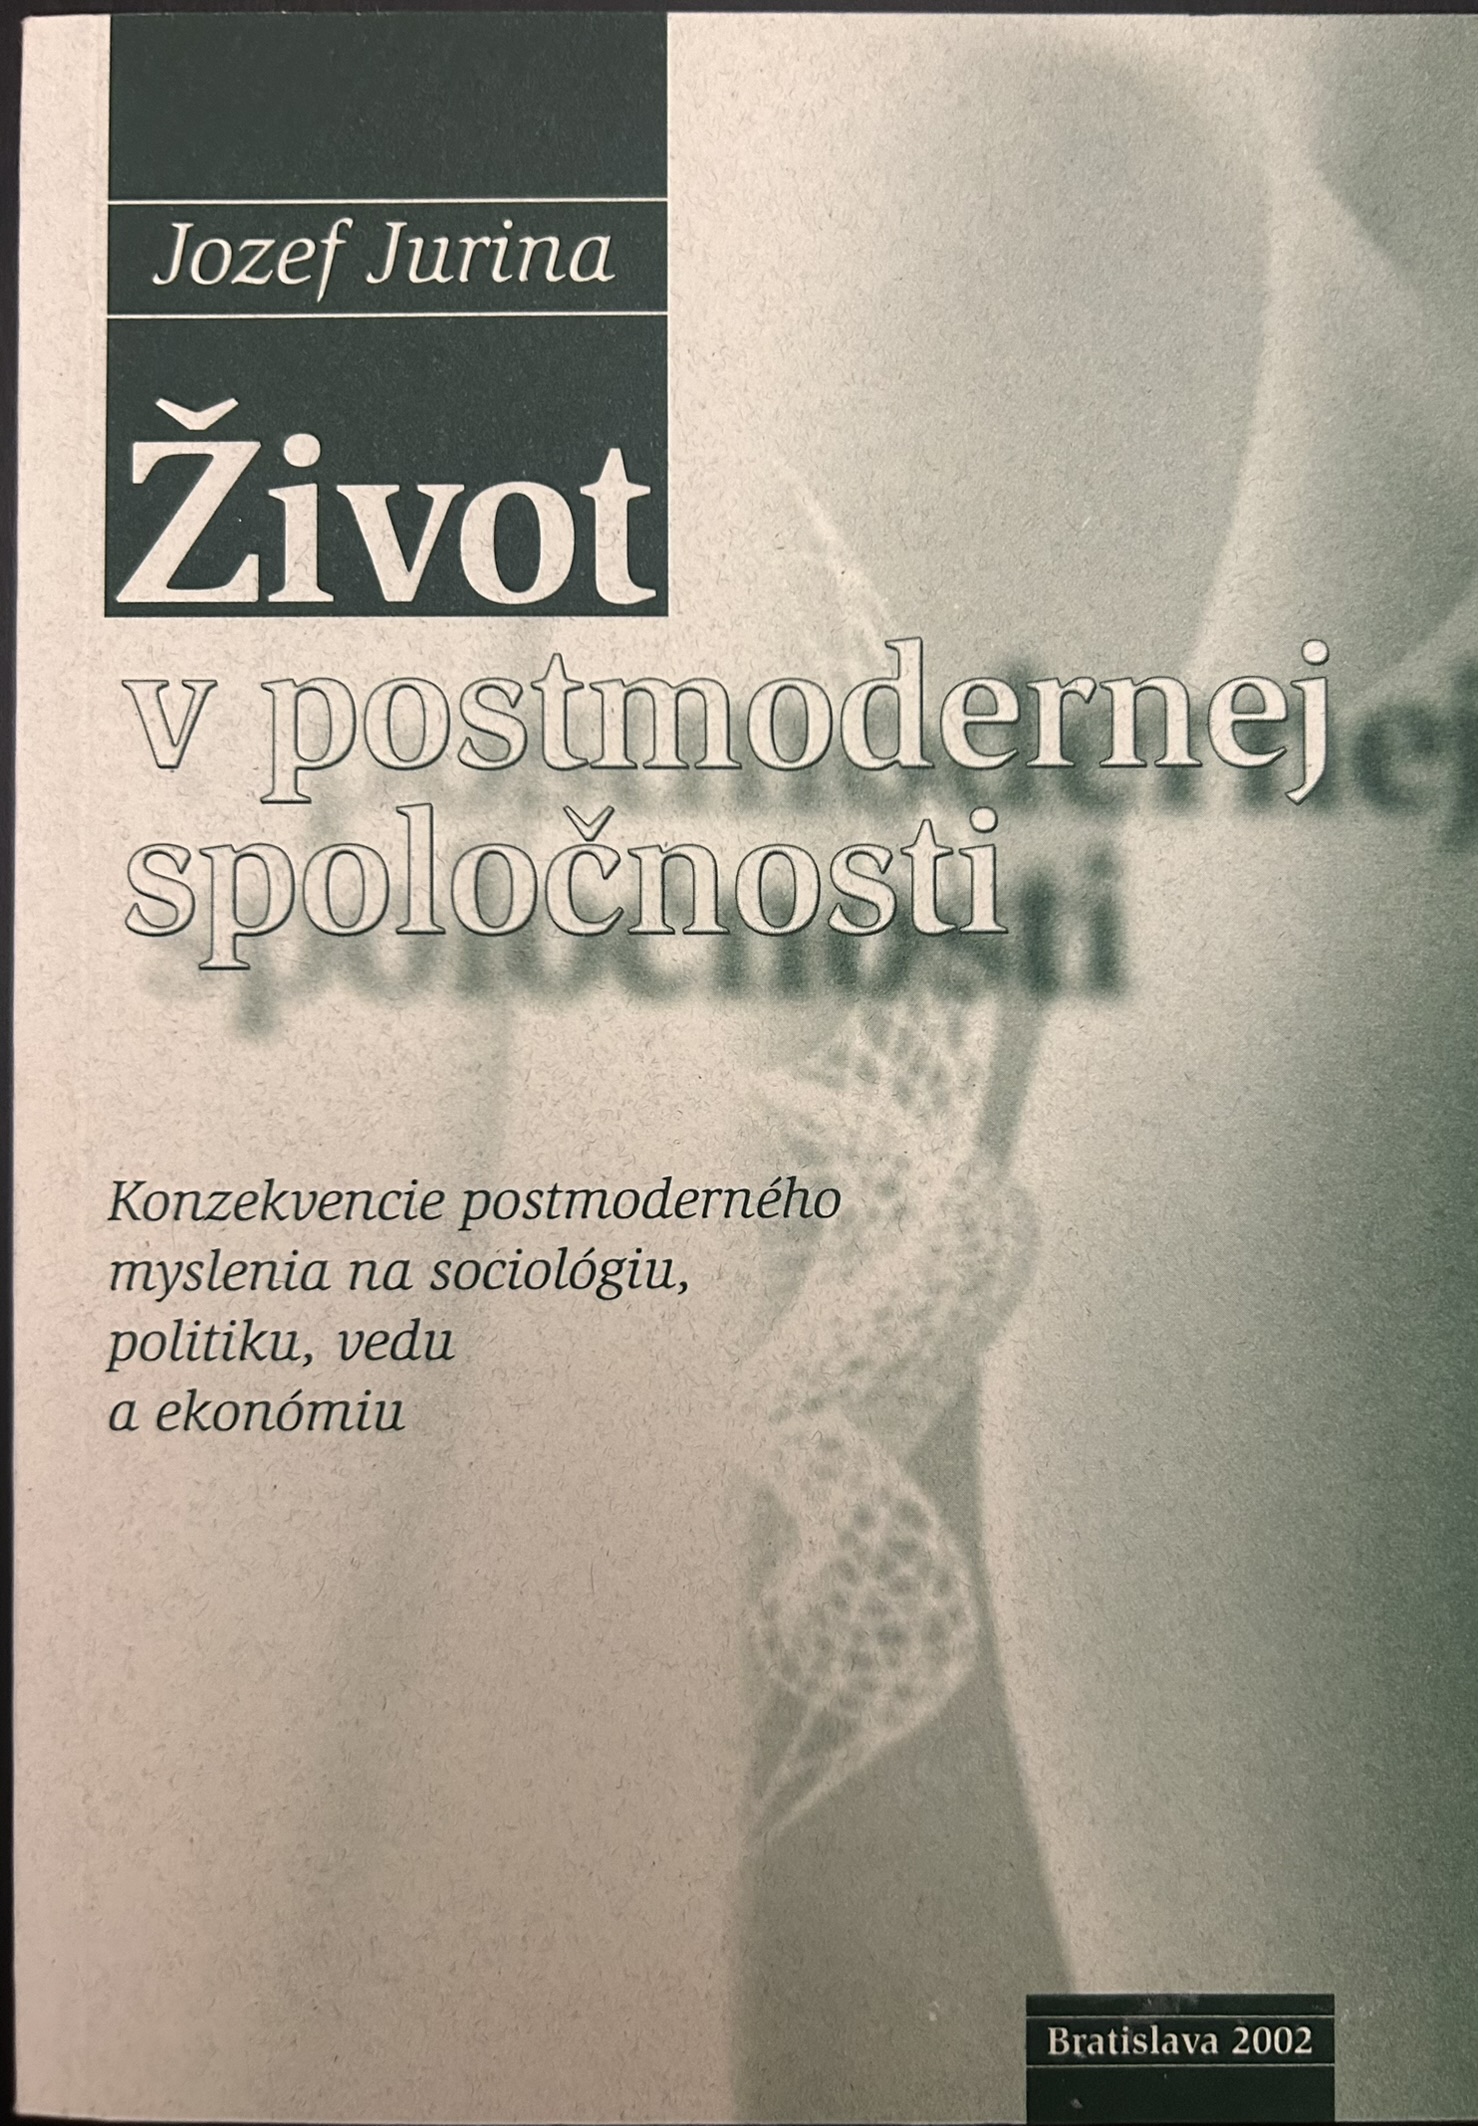 Jozef Jurina
Život
v postmodernej
spoločnosti
Konzekvencie postmoderného
myslenia na sociológiu,
politiku, vedu
a ekonómiu
Bratislava 2002